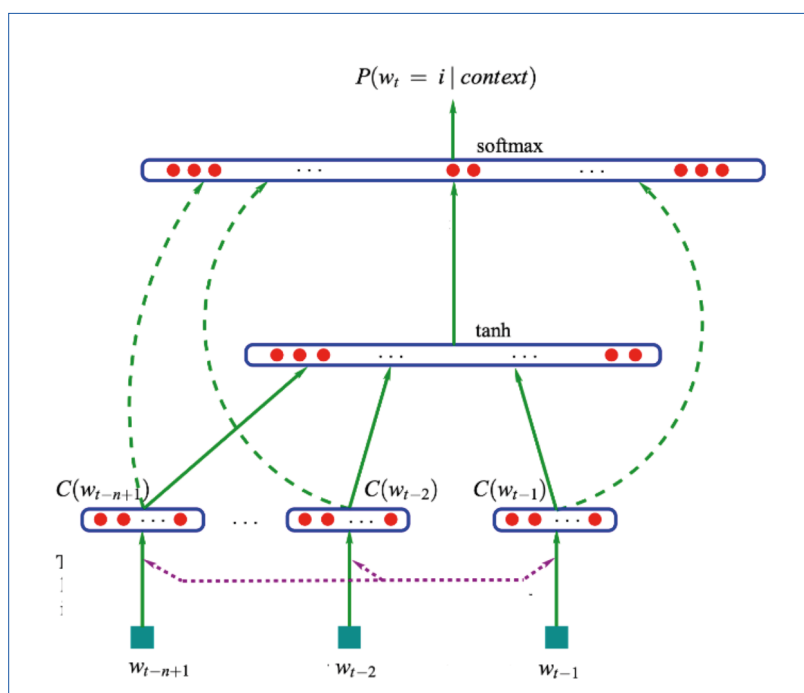 P(w_t = i | context)
softmax
... ...
tanh
... ...
C(w_{t−n+1}) C(w_{t−2}) C(w_{t−1})
... ... ... ...
w_{t−n+1} w_{t−2} w_{t−1}